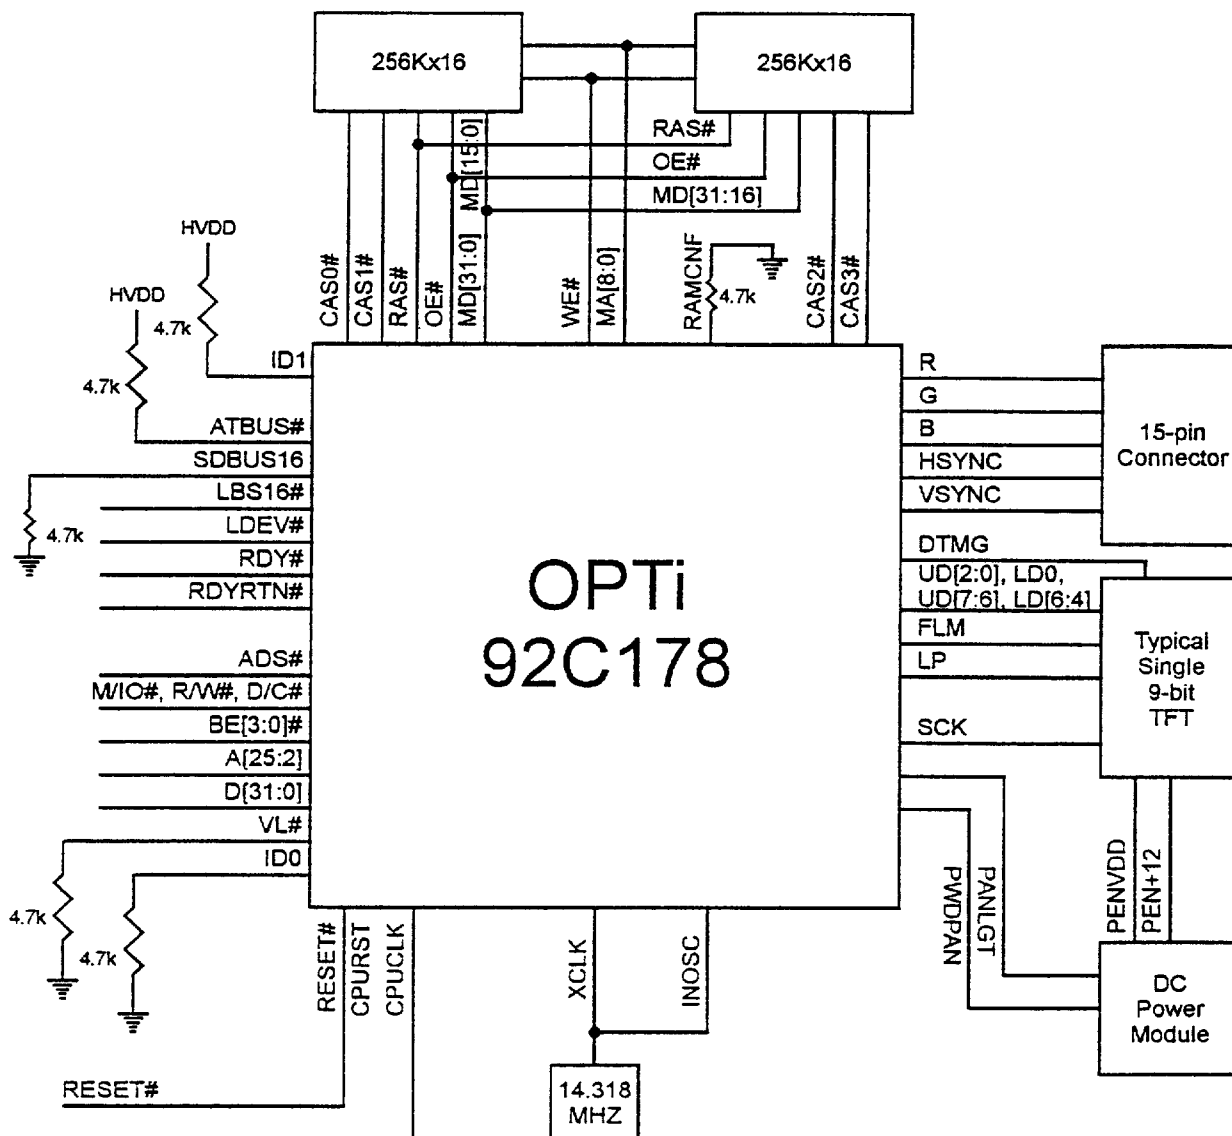 256Kx16
256Kx16
RAS#
OE#
MD[31:16]
MD[15:0]
HVDD
4.7k
HVDD
4.7k
CAS0#
CAS1#
RAS#
OE#
MD[31:0]
WE#
MA[8:0]
RAMCNF
4.7k
CAS2#
CAS3#
ID1
ATBUS#
SDBUS16
4.7k
LBS16#
LDEV#
RDY#
RDYRTN#
ADS#
M/IO#, R/W#, D/C#
BE[3:0]#
A[25:2]
D[31:0]
VL#
ID0
4.7k
4.7k
OPTi
92C178
R
G
B
HSYNC
VSYNC
15-pin
Connector
DTMG
UD[2:0], LD0,
UD[7:6], LD[6:4]
FLM
LP
SCK
Typical
Single
9-bit
TFT
PANLGT
PWDPAN
PENVDD
PEN+12
DC
Power
Module
RESET#
CPURST
CPUCLK
XCLK
INOSC
RESET#
14.318
MHZ